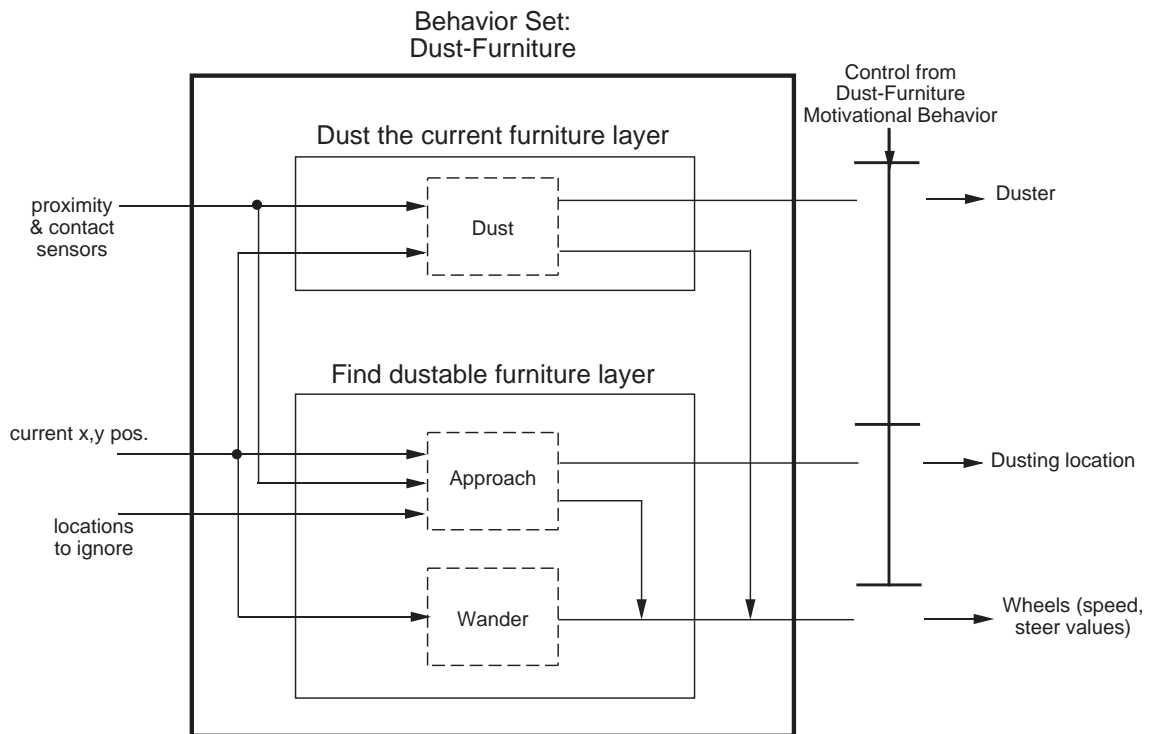 Behavior Set:
Dust-Furniture
Control from
Dust-Furniture
Motivational Behavior
Dust the current furniture layer
proximity
& contact
sensors
Dust
Duster
Find dustable furniture layer
current x,y pos.
Approach
Dusting location
locations
to ignore
Wander
Wheels (speed,
steer values)